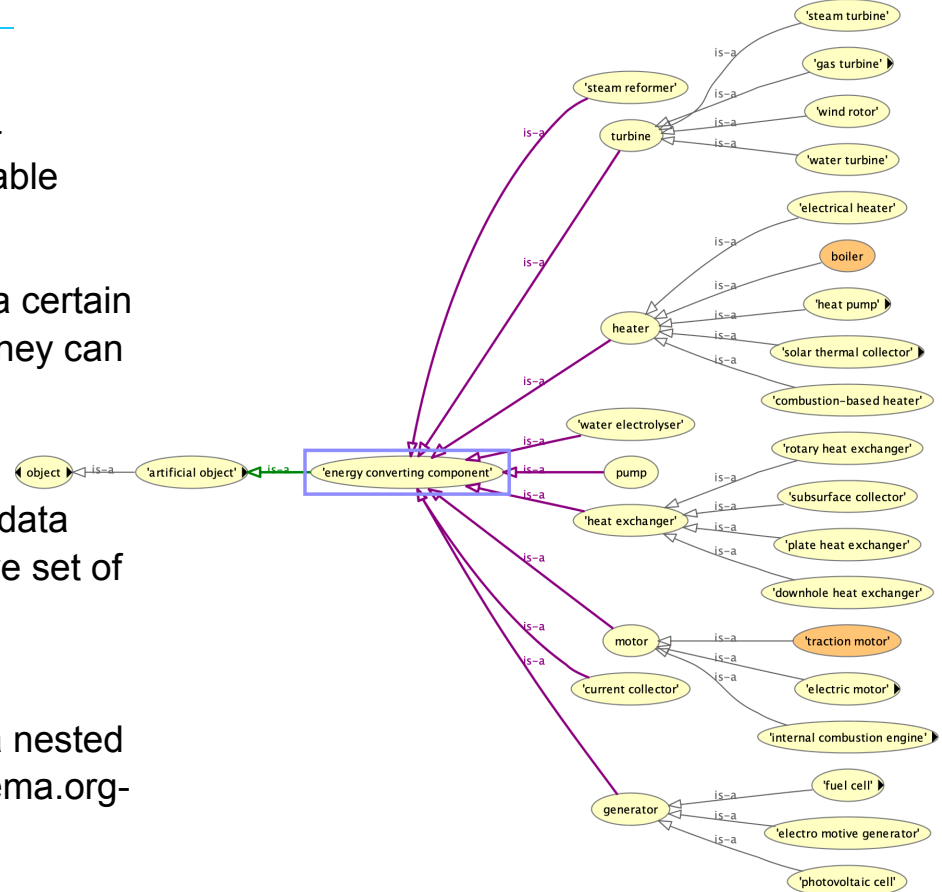 able
a certain
ney can
data
e set of
nested
ema.org-
object
is-a
'artificial object'
is-a
'energy converting component'
'steam reformer'
is-a
turbine
is-a
heater
is-a
'water electrolyser'
is-a
pump
is-a
'heat exchanger'
is-a
motor
is-a
'current collector'
is-a
generator
is-a
'steam turbine'
is-a
'gas turbine'
is-a
'wind rotor'
is-a
'water turbine'
is-a
'electrical heater'
is-a
boiler
is-a
'heat pump'
is-a
'solar thermal collector'
is-a
'combustion-based heater'
is-a
'rotary heat exchanger'
is-a
'subsurface collector'
is-a
'plate heat exchanger'
is-a
'downhole heat exchanger'
is-a
'traction motor'
is-a
'electric motor'
is-a
'internal combustion engine'
is-a
'fuel cell'
is-a
'electro motive generator'
is-a
'photovoltaic cell'
is-a